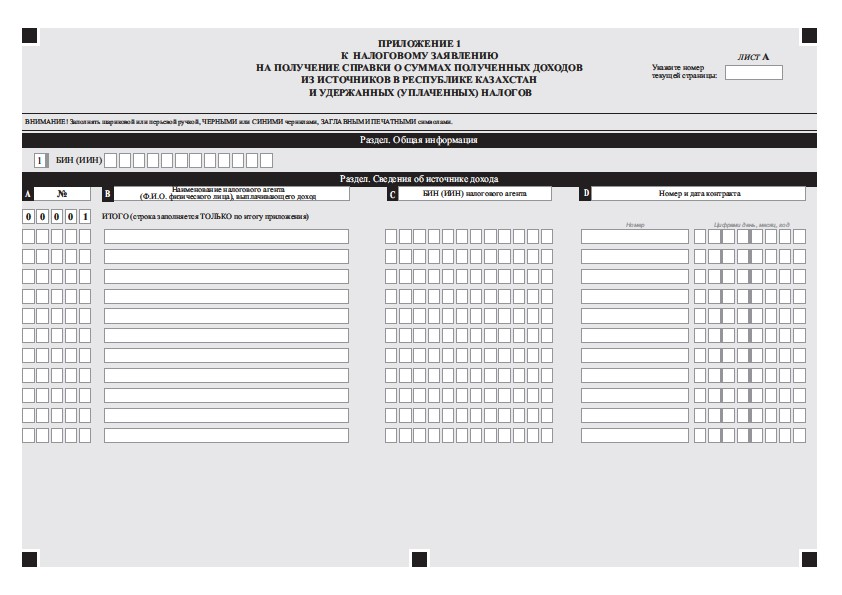 ПРИЛОЖЕНИЕ 1
К НАЛОГОВОМУ ЗАЯВЛЕНИЮ
НА ПОЛУЧЕНИЕ СПРАВКИ О СУММАХ ПОЛУЧЕННЫХ ДОХОДОВ
ИЗ ИСТОЧНИКОВ В РЕСПУБЛИКЕ КАЗАХСТАН
И УДЕРЖАННЫХ (УПЛАЧЕННЫХ) НАЛОГОВ
ЛИСТ А
Укажите номер
текущей страницы:
ВНИМАНИЕ! Заполнять шариковой или перьевой ручкой, ЧЕРНЫМИ или СИНИМИ чернилами, ЗАГЛАВНЫМИ ПЕЧАТНЫМИ символами.
Раздел. Общая информация
1 БИН (ИИН)
Раздел. Сведения об источнике дохода
A №
B Наименование налогового агента
(Ф.И.О. физического лица), выплачивающего доход
C БИН (ИИН) налогового агента
D Номер и дата контракта
0 0 0 0 1 ИТОГО (строка заполняется ТОЛЬКО по итогу приложения)
Номер Цифрами день, месяц, год